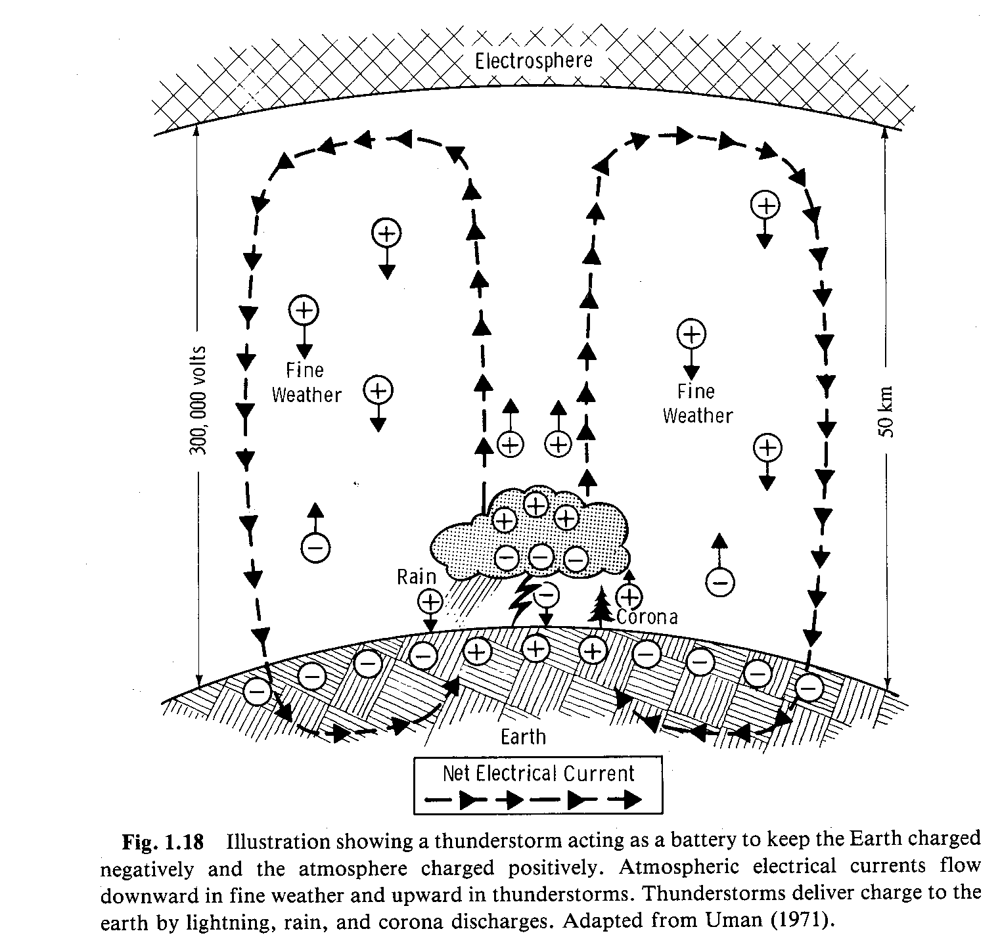 Electrosphere
300,000 volts
50 km
Fine
Weather
Fine
Weather
Rain
Corona
Earth
Net Electrical Current
Fig. 1.18 Illustration showing a thunderstorm acting as a battery to keep the Earth charged
negatively and the atmosphere charged positively. Atmospheric electrical currents flow
downward in fine weather and upward in thunderstorms. Thunderstorms deliver charge to the
earth by lightning, rain, and corona discharges. Adapted from Uman (1971).